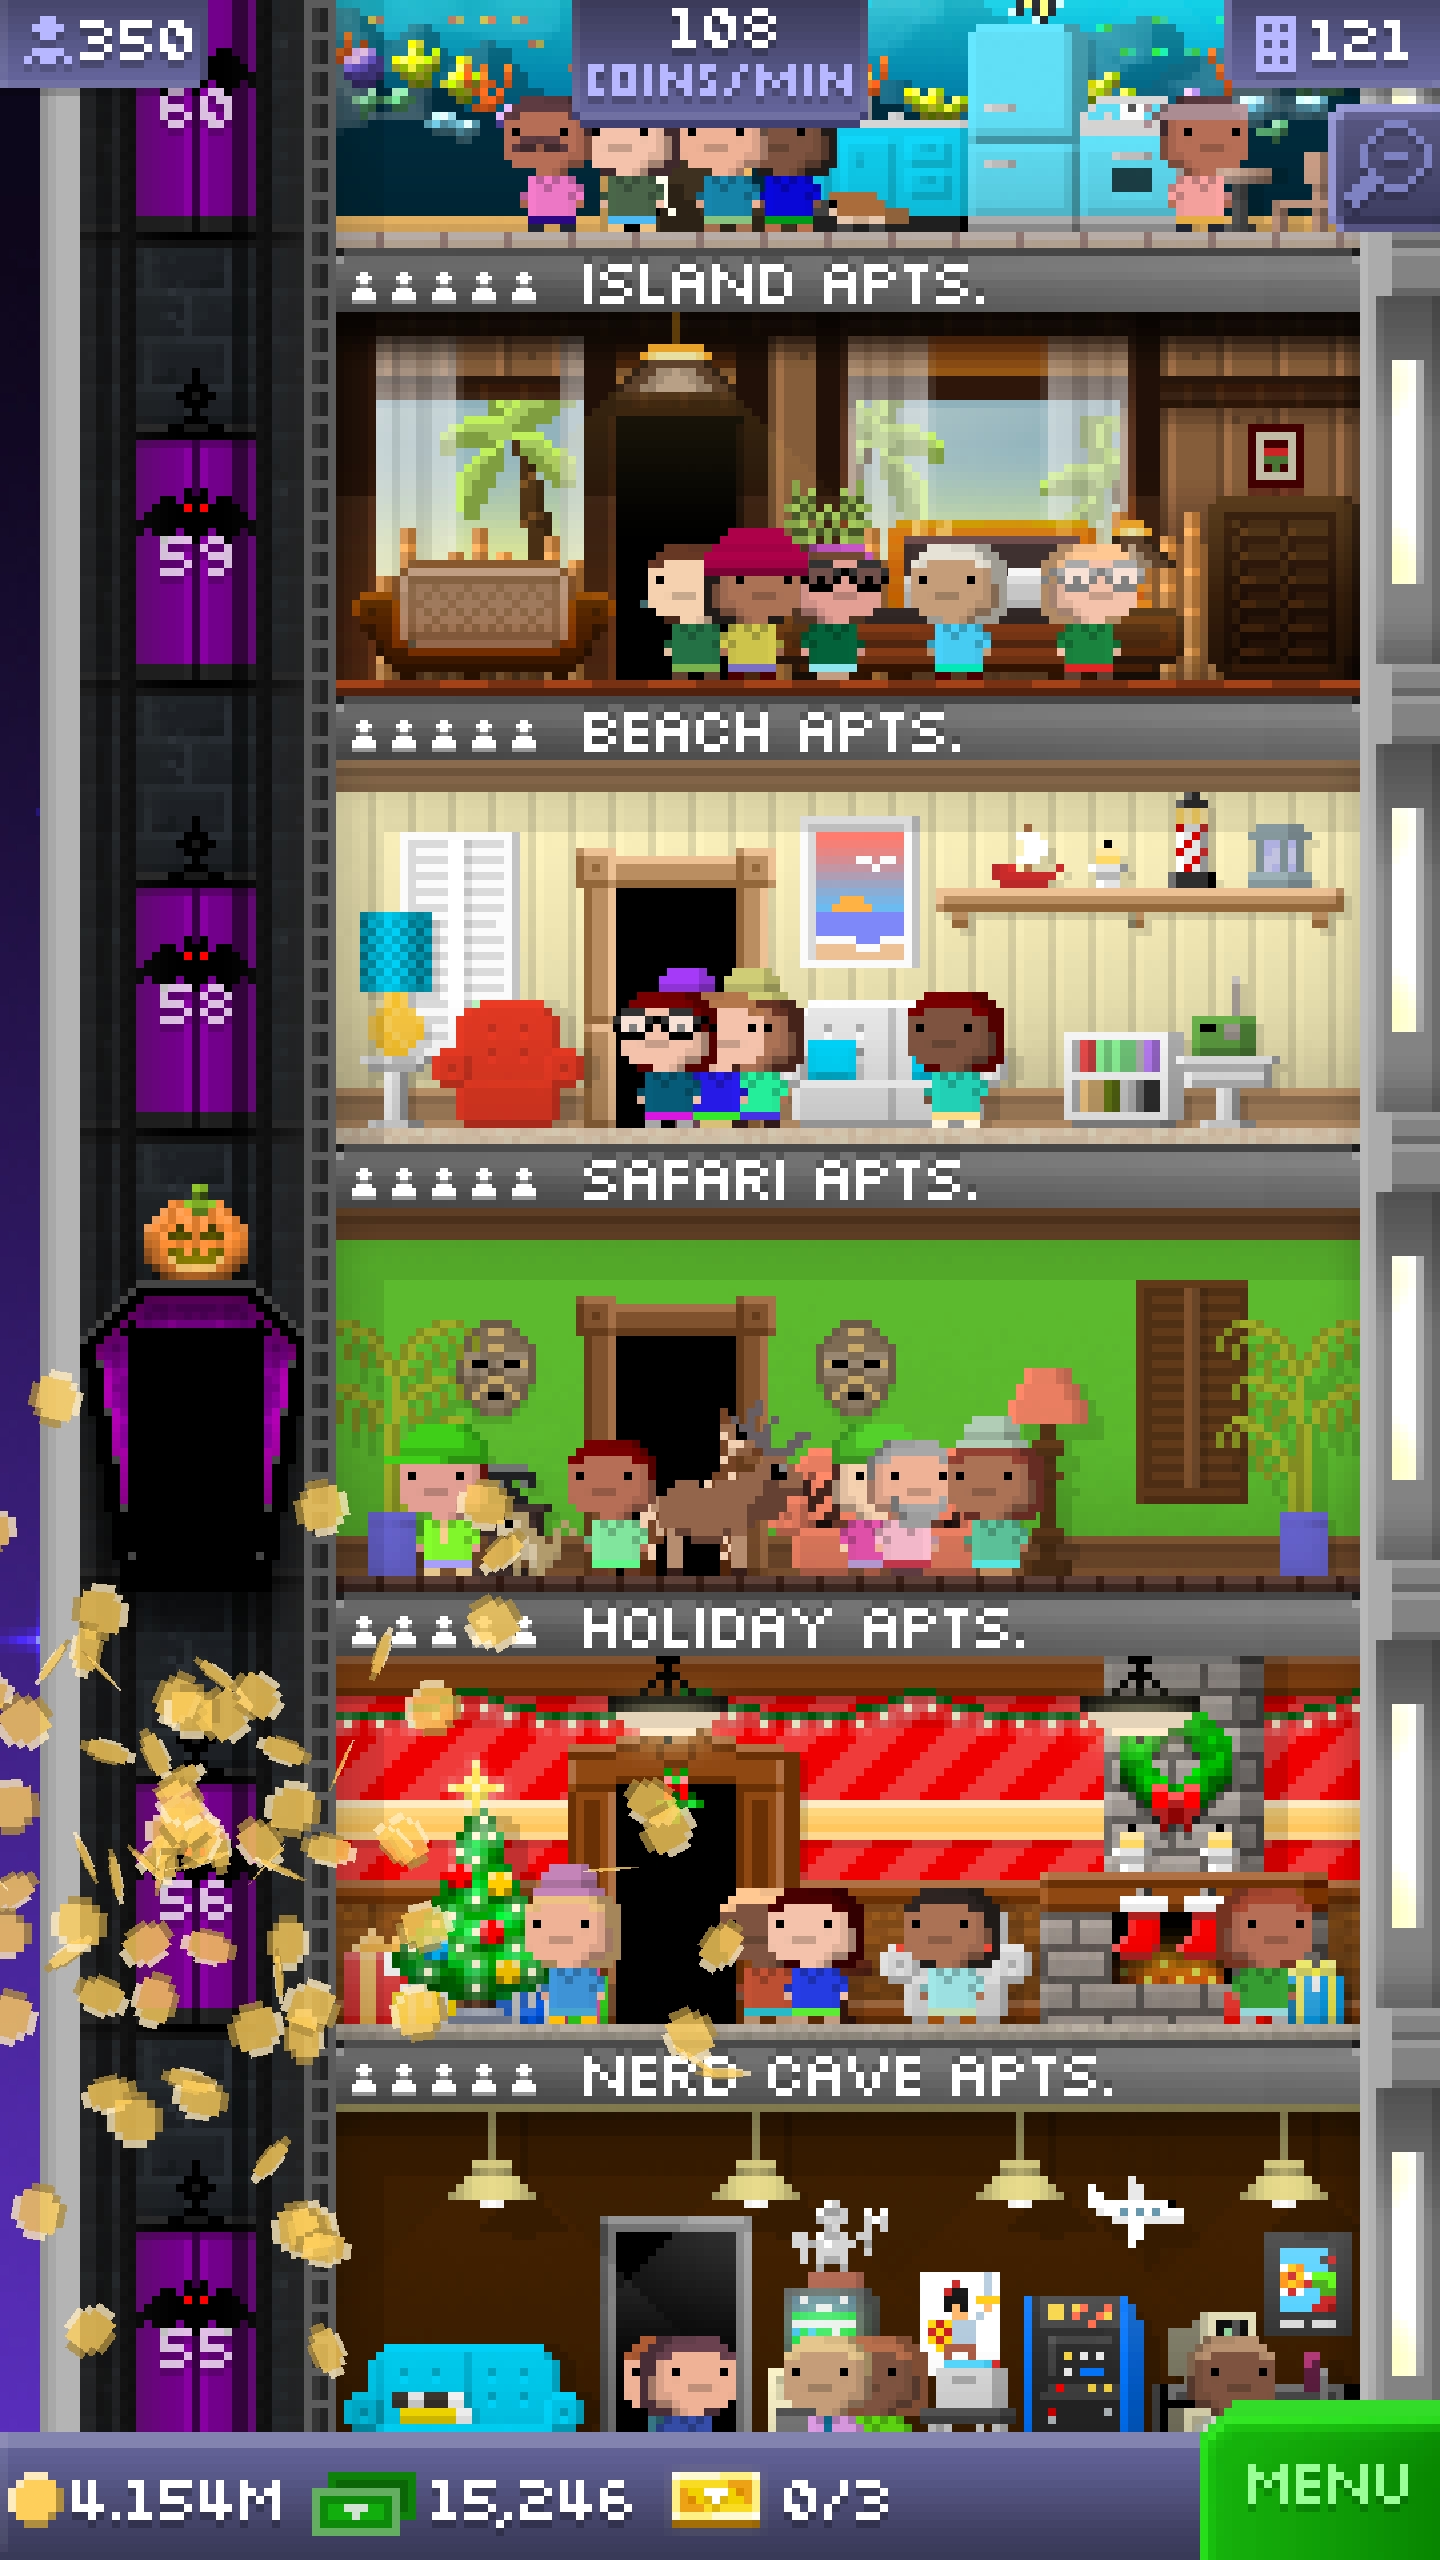 350
108
COINS/MIN
121
60
ISLAND APTS.
59
BEACH APTS.
58
SAFARI APTS.
HOLIDAY APTS.
56
NERD CAVE APTS.
55
4.154M
15,246
0/3
MENU